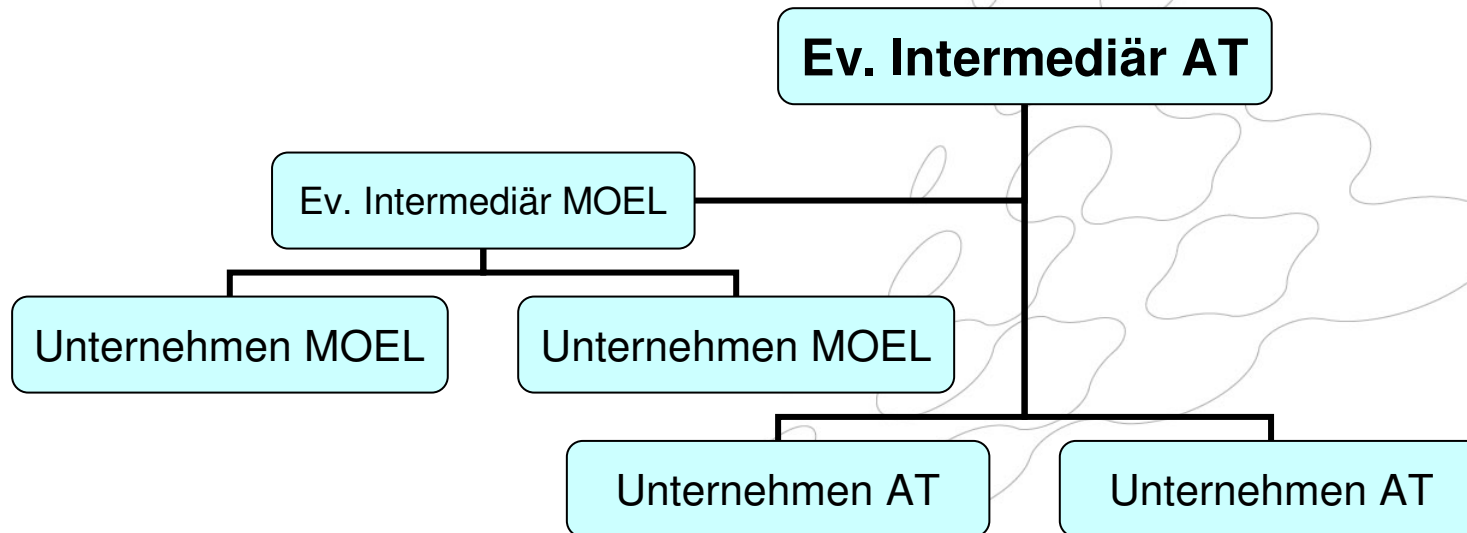 Ev. Intermediär AT
Ev. Intermediär MOEL
Unternehmen MOEL
Unternehmen MOEL
Unternehmen AT
Unternehmen AT